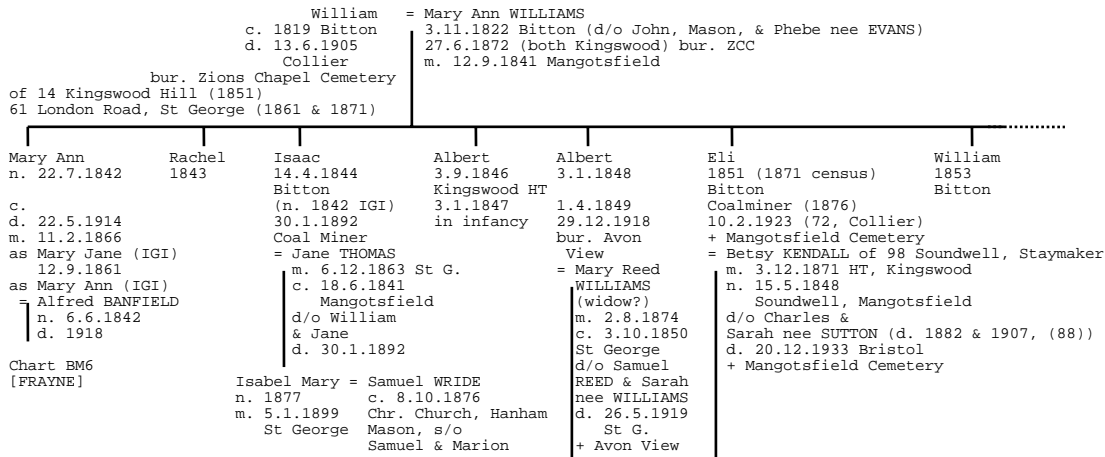 William = Mary Ann WILLIAMS
c. 1819 Bitton 3.11.1822 Bitton (d/o John, Mason, & Phebe nee EVANS)
d. 13.6.1905 27.6.1872 (both Kingswood) bur. ZCC
Collier m. 12.9.1841 Mangotsfield
bur. Zions Chapel Cemetery
of 14 Kingswood Hill (1851)
61 London Road, St George (1861 & 1871)
Mary Ann
n. 22.7.1842
c.
d. 22.5.1914
m. 11.2.1866
as Mary Jane (IGI)
12.9.1861
as Mary Ann (IGI)
= Alfred BANFIELD
n. 6.6.1842
d. 1918
Chart BM6
[FRAYNE]
Rachel
1843
Isaac
14.4.1844
Bitton
(n. 1842 IGI)
30.1.1892
Coal Miner
= Jane THOMAS
m. 6.12.1863 St G.
c. 18.6.1841
Mangotsfield
d/o William
& Jane
d. 30.1.1892
Isabel Mary = Samuel WRIDE
n. 1877 c. 8.10.1876
m. 5.1.1899 Chr. Church, Hanham
St George Mason, s/o
Samuel & Marion
Albert
3.9.1846
Kingswood HT
3.1.1847
in infancy
Albert
3.1.1848
1.4.1849
29.12.1918
bur. Avon
View
= Mary Reed
WILLIAMS
(widow?)
m. 2.8.1874
c. 3.10.1850
St George
d/o Samuel
REED & Sarah
nee WILLIAMS
d. 26.5.1919
St G.
+ Avon View
Eli
1851 (1871 census)
Bitton
Coalminer (1876)
10.2.1923 (72, Collier)
+ Mangotsfield Cemetery
= Betsy KENDALL of 98 Soundwell, Staymaker
m. 3.12.1871 HT, Kingswood
n. 15.5.1848
Soundwell, Mangotsfield
d/o Charles &
Sarah nee SUTTON (d. 1882 & 1907, (88))
d. 20.12.1933 Bristol
+ Mangotsfield Cemetery
William
1853
Bitton